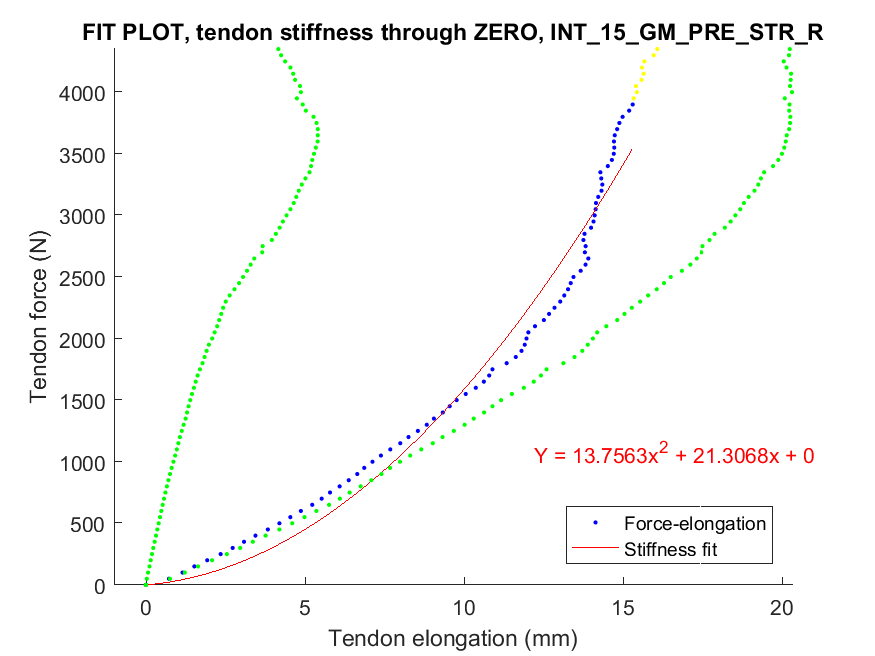 FIT PLOT, tendon stiffness through ZERO, INT_15_GM_PRE_STR_R
Tendon force (N)
4000
3500
3000
2500
2000
1500
1000
500
0
Y = 13.7563x² + 21.3068x + 0
Force-elongation
Stiffness fit
0 5 10 15 20
Tendon elongation (mm)